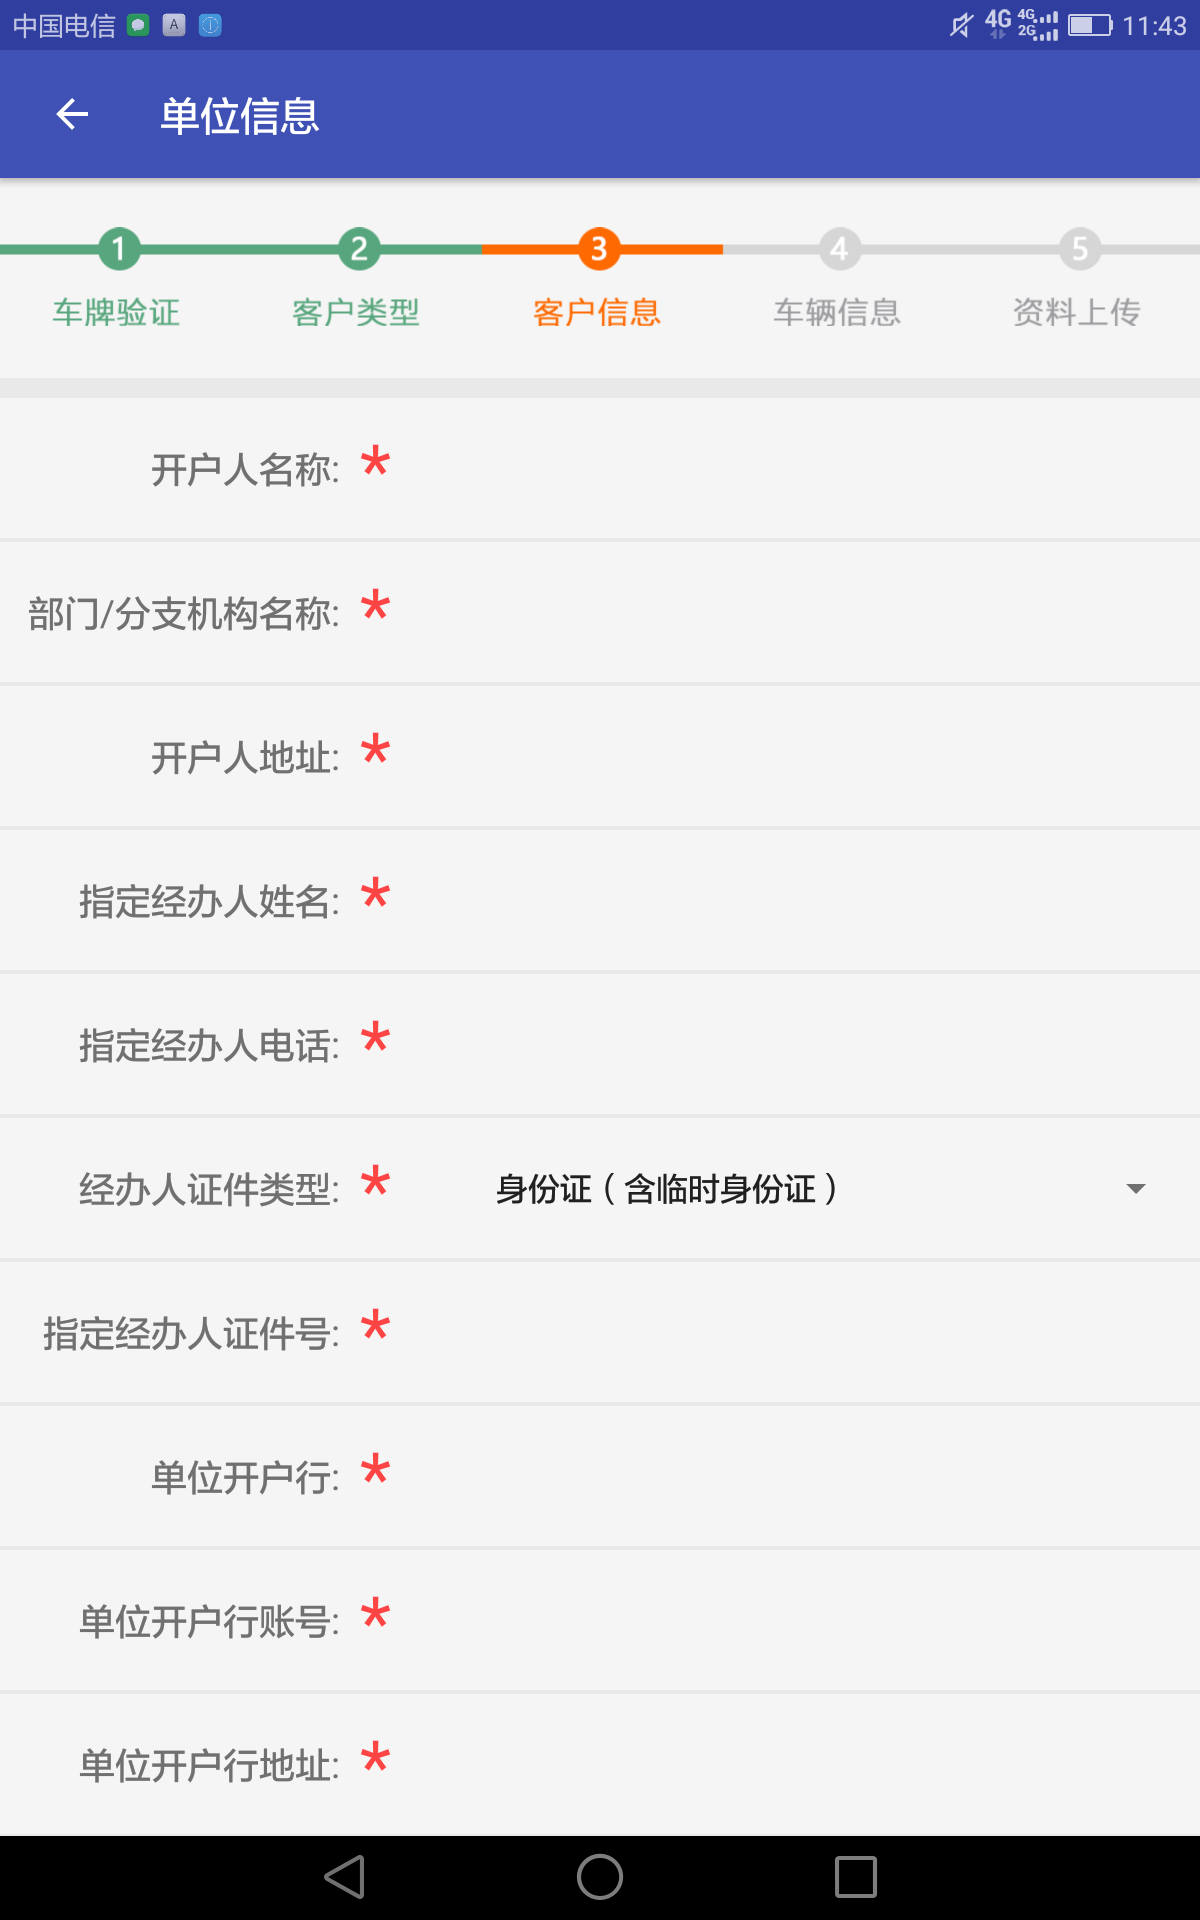 中国电信 A 4G 4G 2G 11:43
单位信息
1 2 3 4 5
车牌验证 客户类型 客户信息 车辆信息 资料上传
开户人名称: *
部门/分支机构名称: *
开户人地址: *
指定经办人姓名: *
指定经办人电话: *
经办人证件类型: * 身份证（含临时身份证）
指定经办人证件号: *
单位开户行: *
单位开户行账号: *
单位开户行地址: *